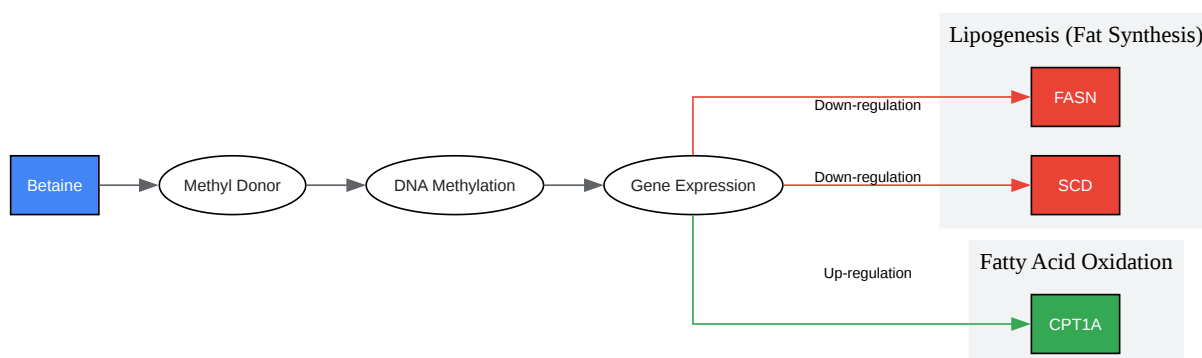 Lipogenesis (Fat Synthesis)
FASN
Down-regulation
Betaine
Methyl Donor
DNA Methylation
Gene Expression
Down-regulation
SCD
Up-regulation
Fatty Acid Oxidation
CPT1A